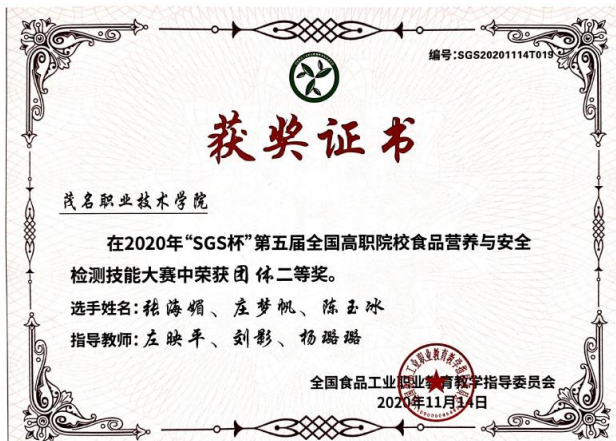 编号:SGS20201114T019
获奖证书
茂名职业技术学院
在2020年“SGS杯”第五届全国高职院校食品营养与安全
检测技能大赛中荣获团体二等奖。
选手姓名:张海媚、庄梦帆、陈玉冰
指导教师:左映平、刘影、杨璐璐
全国食品工业职业教育教学指导委员会
2020年11月14日